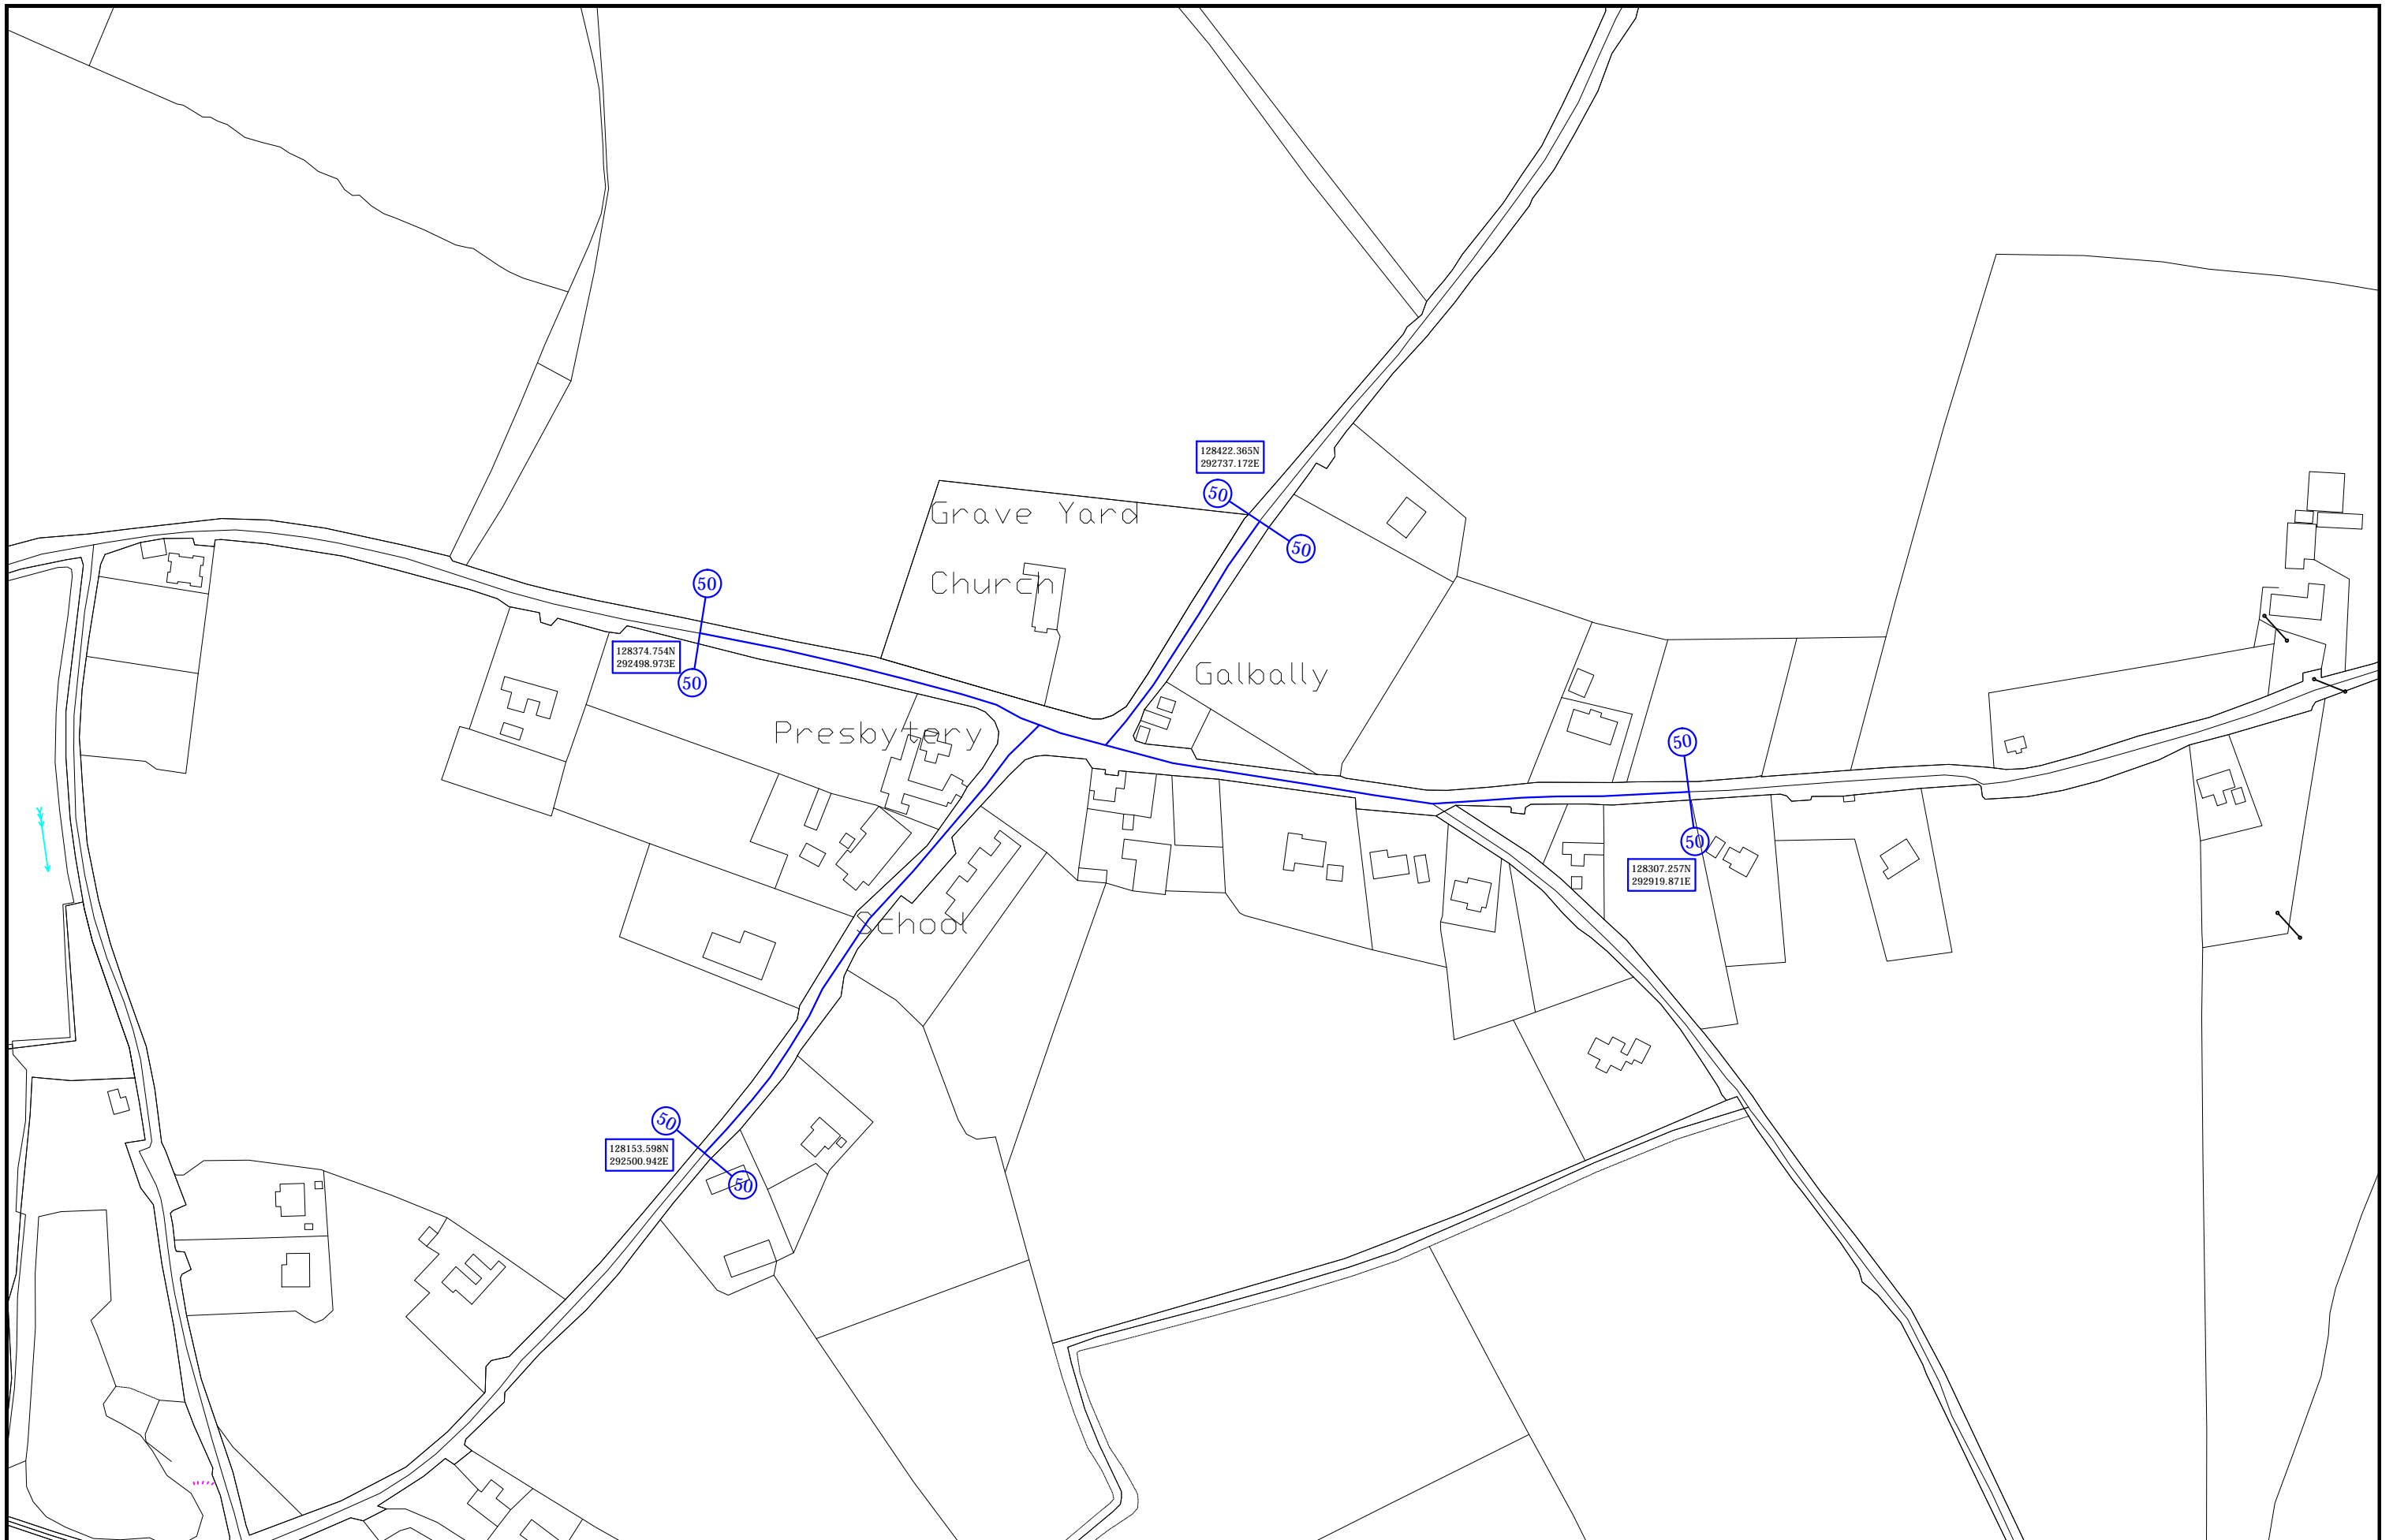 128422.365N
292737.172E
50
50
Grave Yard
Church
50
128374.754N
292498.973E
50
Galbally
Presbytery
50
50
128307.257N
292919.871E
School
50
128153.598N
292500.942E
50